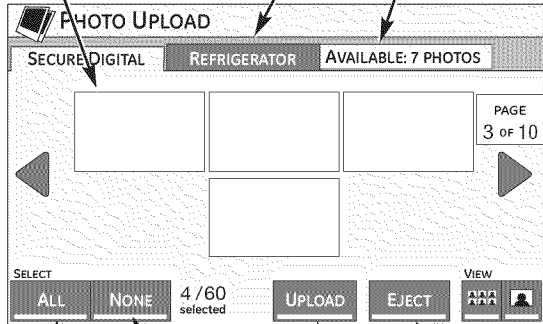 PHOTO UPLOAD
SECURE DIGITAL REFRIGERATOR AVAILABLE: 7 PHOTOS
PAGE
3 OF 10
SELECT VIEW
ALL NONE 4/60 selected UPLOAD EJECT